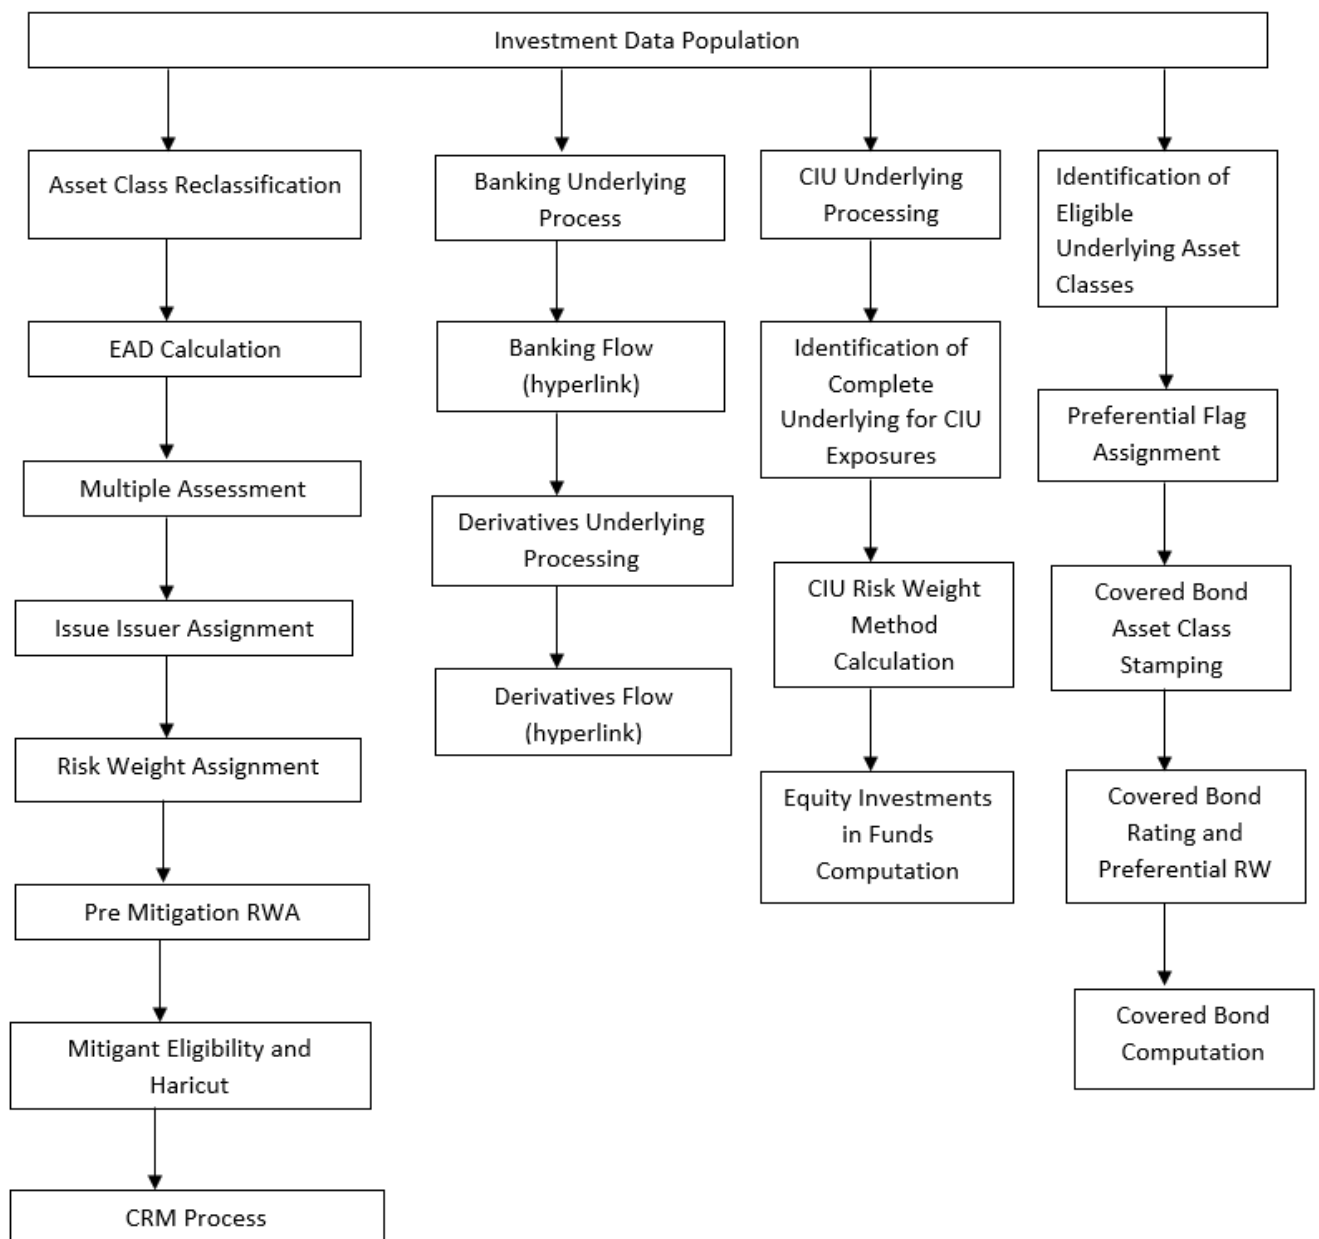 Investment Data Population
Asset Class Reclassification
EAD Calculation
Multiple Assessment
Issue Issuer Assignment
Risk Weight Assignment
Pre Mitigation RWA
Mitigant Eligibility and
Haricut
CRM Process
Banking Underlying
Process
Banking Flow
(hyperlink)
Derivatives Underlying
Processing
Derivatives Flow
(hyperlink)
CIU Underlying
Processing
Identification of
Complete
Underlying for CIU
Exposures
CIU Risk Weight
Method
Calculation
Equity Investments
in Funds
Computation
Identification of
Eligible
Underlying Asset
Classes
Preferential Flag
Assignment
Covered Bond
Asset Class
Stamping
Covered Bond
Rating and
Preferential RW
Covered Bond
Computation